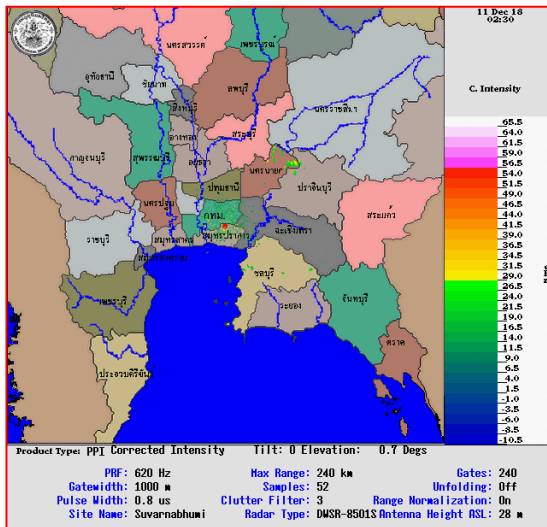 11 Dec 18
02:30
C. Intensity
นครสวรรค์
เพชรบูรณ์
อุทัยธานี
ชัยนาท
ลพบุรี
สิงห์บุรี
นครราชสีมา
อ่างทอง
สระบุรี
กาญจนบุรี
สุพรรณบุรี
อยุธยา
นครนายก
ปราจีนบุรี
ปทุมธานี
นครปฐม
กทม.
สระแก้ว
ฉะเชิงเทรา
ราชบุรี
สมุทรสาคร
สมุทรปราการ
ชลบุรี
เพชรบุรี
ระยอง
จันทบุรี
ตราด
ประจวบคีรีขันธ์
65.5
64.0
61.5
59.0
56.5
54.0
51.5
49.0
46.5
44.0
41.5
39.0
36.5
34.0
31.5
29.0
26.5
24.0
21.5
19.0
16.5
14.0
11.5
9.0
6.5
4.0
1.5
-1.0
-3.5
-6.0
-8.5
-10.5
Product Type: PPI Corrected Intensity Tilt: 0 Elevation: 0.7 Degs
PRF: 620 Hz Max Range: 240 km Gates: 240
Gatewidth: 1000 m Samples: 52 Unfolding: Off
Pulse Width: 0.8 us Clutter Filter: 3 Range Normalization: On
Site Name: Suvarnabhumi Radar Type: DWSR-8501S Antenna Height ASL: 28 m